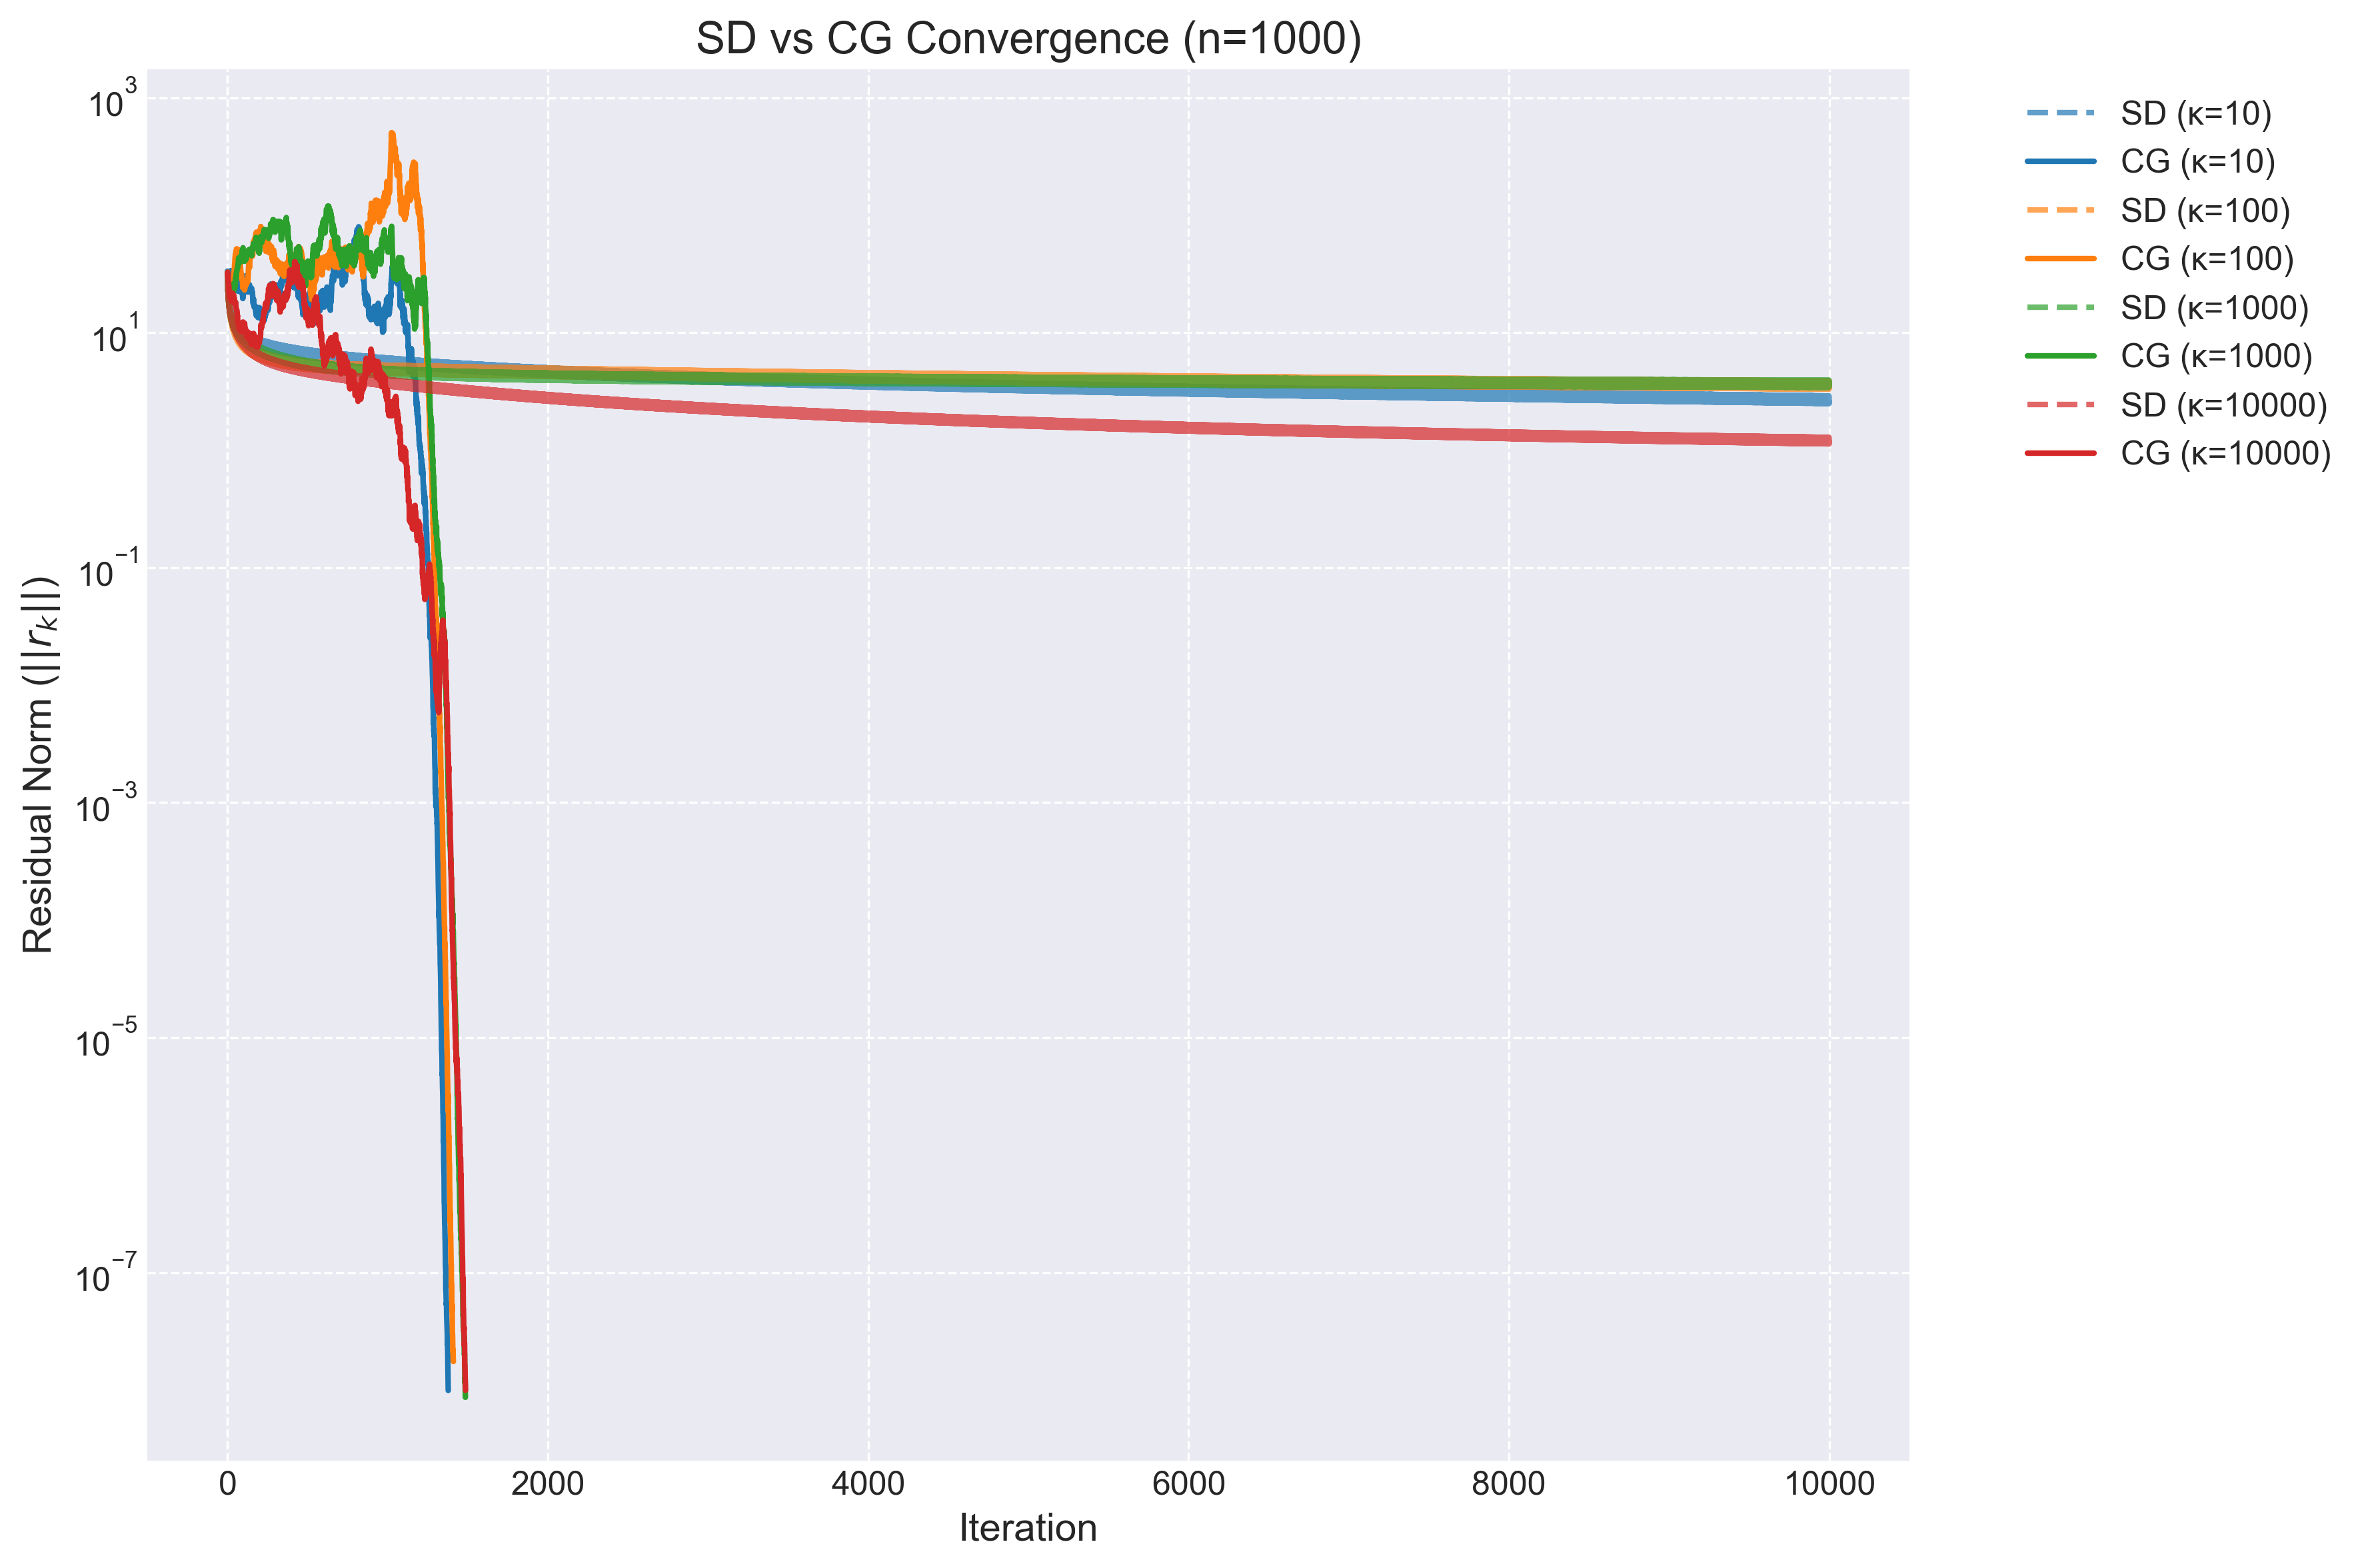 SD vs CG Convergence (n=1000)
Residual Norm (||r_k||)
10^3
10^1
10^−1
10^−3
10^−5
10^−7
0 2000 4000 6000 8000 10000
Iteration
SD (κ=10)
CG (κ=10)
SD (κ=100)
CG (κ=100)
SD (κ=1000)
CG (κ=1000)
SD (κ=10000)
CG (κ=10000)